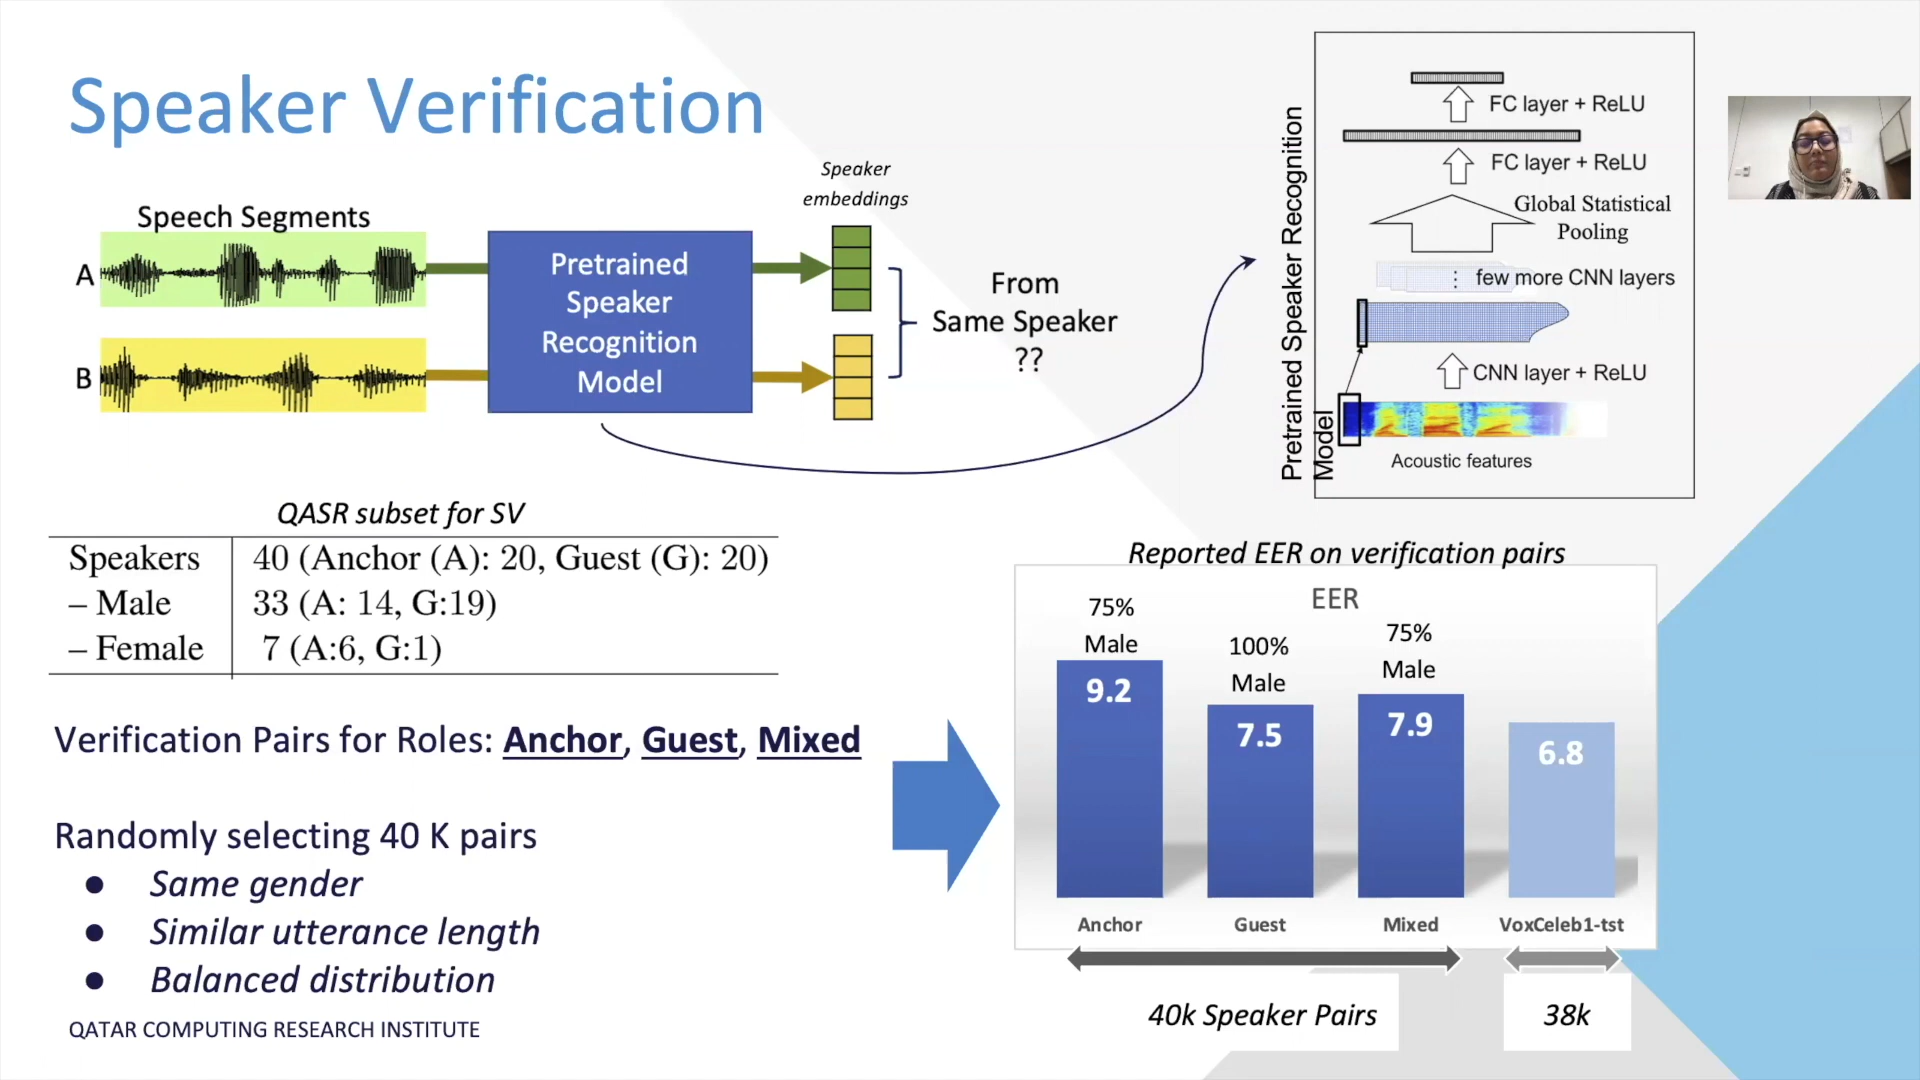 Speaker Verification
Speech Segments
A
B
Pretrained
Speaker
Recognition
Model
Speaker
embeddings
From
Same Speaker
??
Pretrained Speaker Recognition
Model
FC layer + ReLU
FC layer + ReLU
Global Statistical
Pooling
⋮ few more CNN layers
CNN layer + ReLU
Acoustic features
QASR subset for SV
Speakers 40 (Anchor (A): 20, Guest (G): 20)
– Male 33 (A: 14, G:19)
– Female 7 (A:6, G:1)
Verification Pairs for Roles: Anchor, Guest, Mixed
Randomly selecting 40 K pairs
● Same gender
● Similar utterance length
● Balanced distribution
QATAR COMPUTING RESEARCH INSTITUTE
Reported EER on verification pairs
EER
75%
Male
100%
Male
75%
Male
9.2
7.5
7.9
6.8
Anchor Guest Mixed VoxCeleb1-tst
40k Speaker Pairs
38k